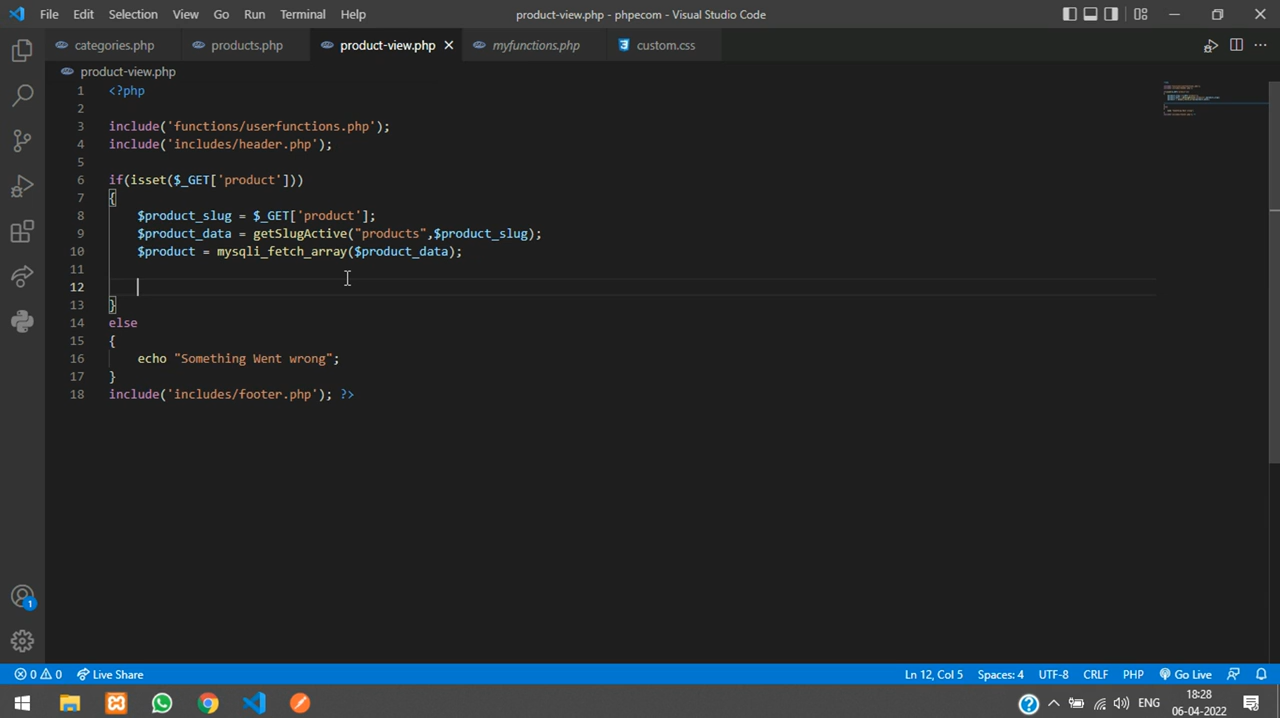 File Edit Selection View Go Run Terminal Help product-view.php - phpecom - Visual Studio Code
categories.php products.php product-view.php myfunctions.php custom.css
product-view.php
1 <?php
2
3 include('functions/userfunctions.php');
4 include('includes/header.php');
5
6 if(isset($_GET['product']))
7 {
8 $product_slug = $_GET['product'];
9 $product_data = getSlugActive("products",$product_slug);
10 $product = mysqli_fetch_array($product_data);
11
12
13 }
14 else
15 {
16 echo "Something Went wrong";
17 }
18 include('includes/footer.php'); ?>
1
0 0 Live Share Ln 12, Col 5 Spaces: 4 UTF-8 CRLF PHP Go Live
ENG 18:28
06-04-2022